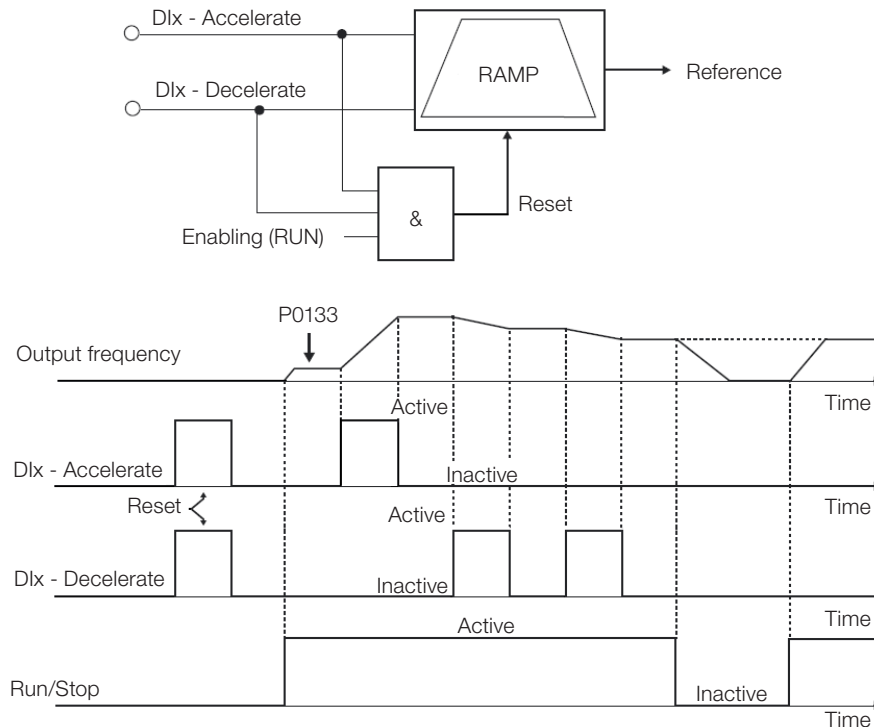 DIx - Accelerate
RAMP
Reference
DIx - Decelerate
&
Reset
Enabling (RUN)
P0133
Output frequency
Active
Time
DIx - Accelerate
Inactive
Time
Reset
Active
DIx - Decelerate
Inactive
Time
Active
Run/Stop
Inactive
Time